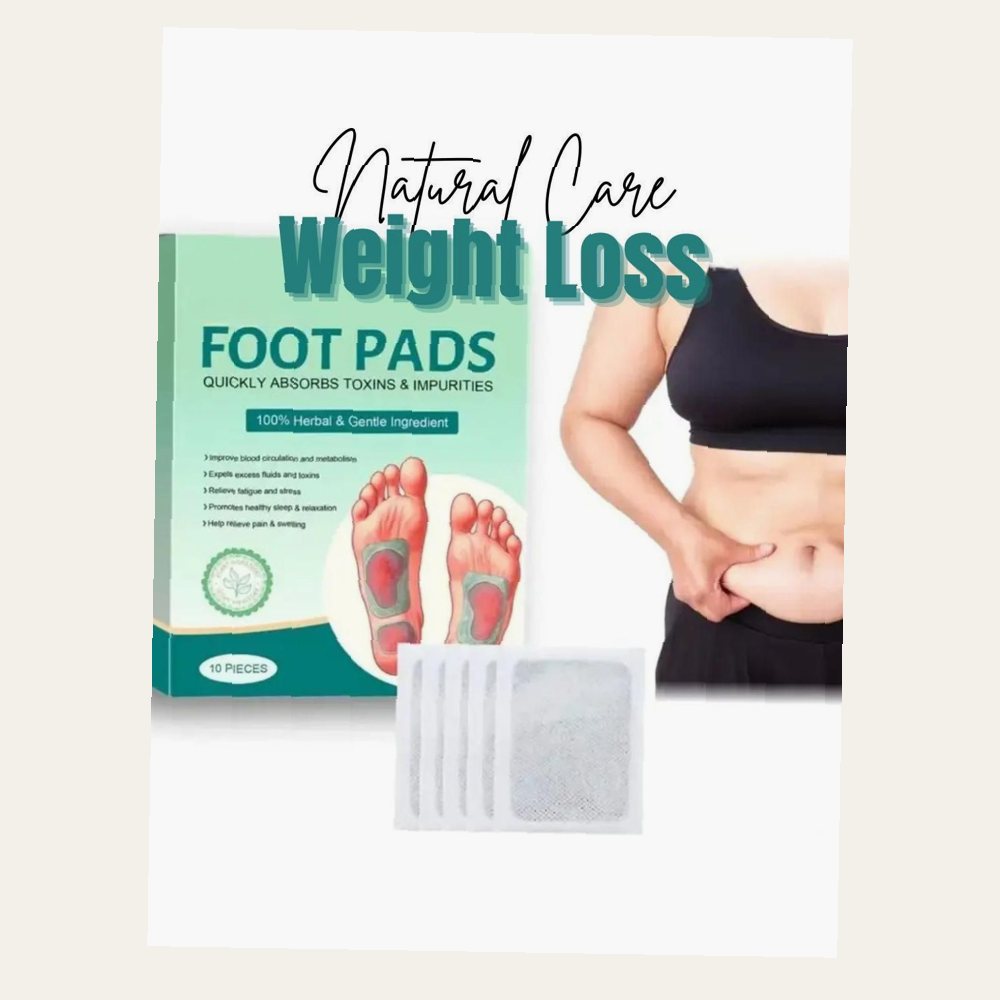 Natural Care
Weight Loss
FOOT PADS
QUICKLY ABSORBS TOXINS & IMPURITIES
100% Herbal & Gentle Ingredient
›Improve blood circulation and metabolism
›Expels excess fluids and toxins
›Relieve fatigue and stress
›Promotes healthy sleep & relaxation
›Help relieve pain & swelling
10 PIECES